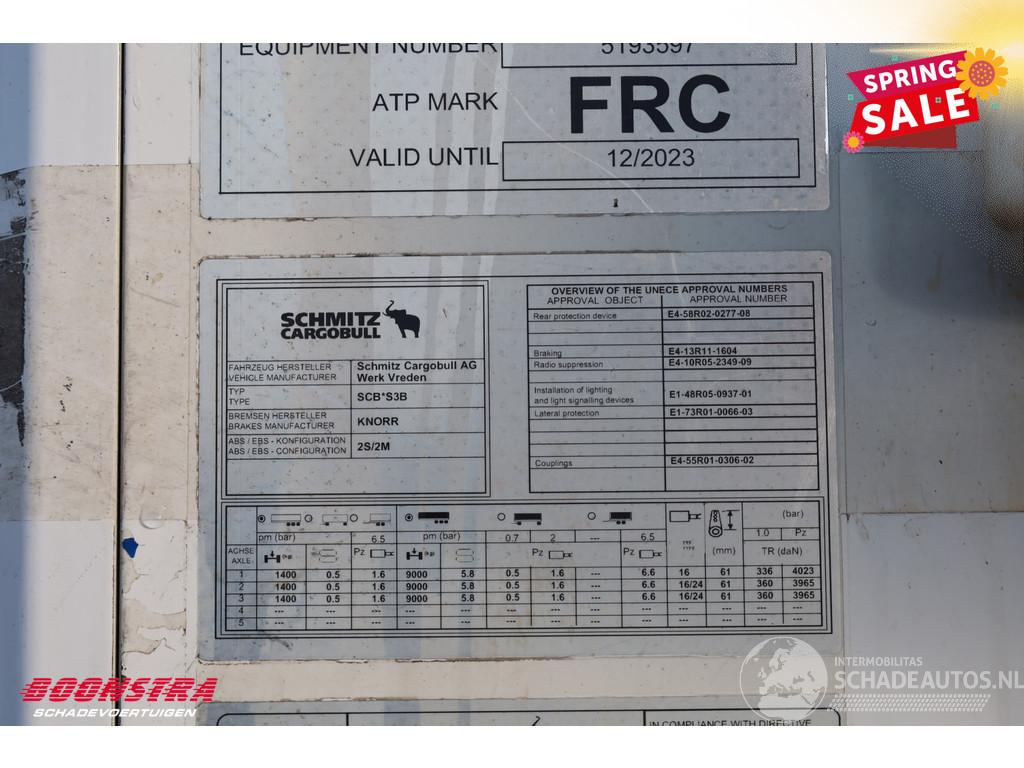 EQUIPMENT NUMBER 5193597
ATP MARK FRC
VALID UNTIL 12/2023
SPRING
SALE
SCHMITZ
CARGOBULL
FAHRZEUG HERSTELLER
VEHICLE MANUFACTURER
Schmitz Cargobull AG
Werk Vreden
TYP
TYPE
SCB*S3B
BREMSEN HERSTELLER
BRAKES MANUFACTURER
KNORR
ABS / EBS - KONFIGURATION
ABS / EBS - CONFIGURATION
2S/2M
OVERVIEW OF THE UNECE APPROVAL NUMBERS
APPROVAL OBJECT APPROVAL NUMBER
Rear protection device E4-58R02-0277-08
Braking E4-13R11-1604
Radio suppression E4-10R05-2349-09
Installation of lighting
and light signalling devices E1-48R05-0937-01
Lateral protection E1-73R01-0066-03
Couplings E4-55R01-0306-02
(bar)
pm (bar) 6.5 pm (bar) 0.7 2 --- 6.5 1.0 Pz
ACHSE
AXLE
Pz Pz Pz TYP
TYPE (mm) TR (daN)
1 1400 0.5 1.6 9000 5.8 0.5 1.6 --- 6.6 16 61 336 4023
2 1400 0.5 1.6 9000 5.8 0.5 1.6 --- 6.6 16/24 61 360 3965
3 1400 0.5 1.6 9000 5.8 0.5 1.6 --- 6.6 16/24 61 360 3965
4 --- --- --- --- --- --- --- --- --- --- --- --- ---
5 --- --- --- --- --- --- --- --- --- --- --- --- ---
BOONSTRA
SCHADEVOERTUIGEN
INTERMOBILITAS
SCHADEAUTOS.NL
IN COMPLIANCE WITH DIRECTIVE